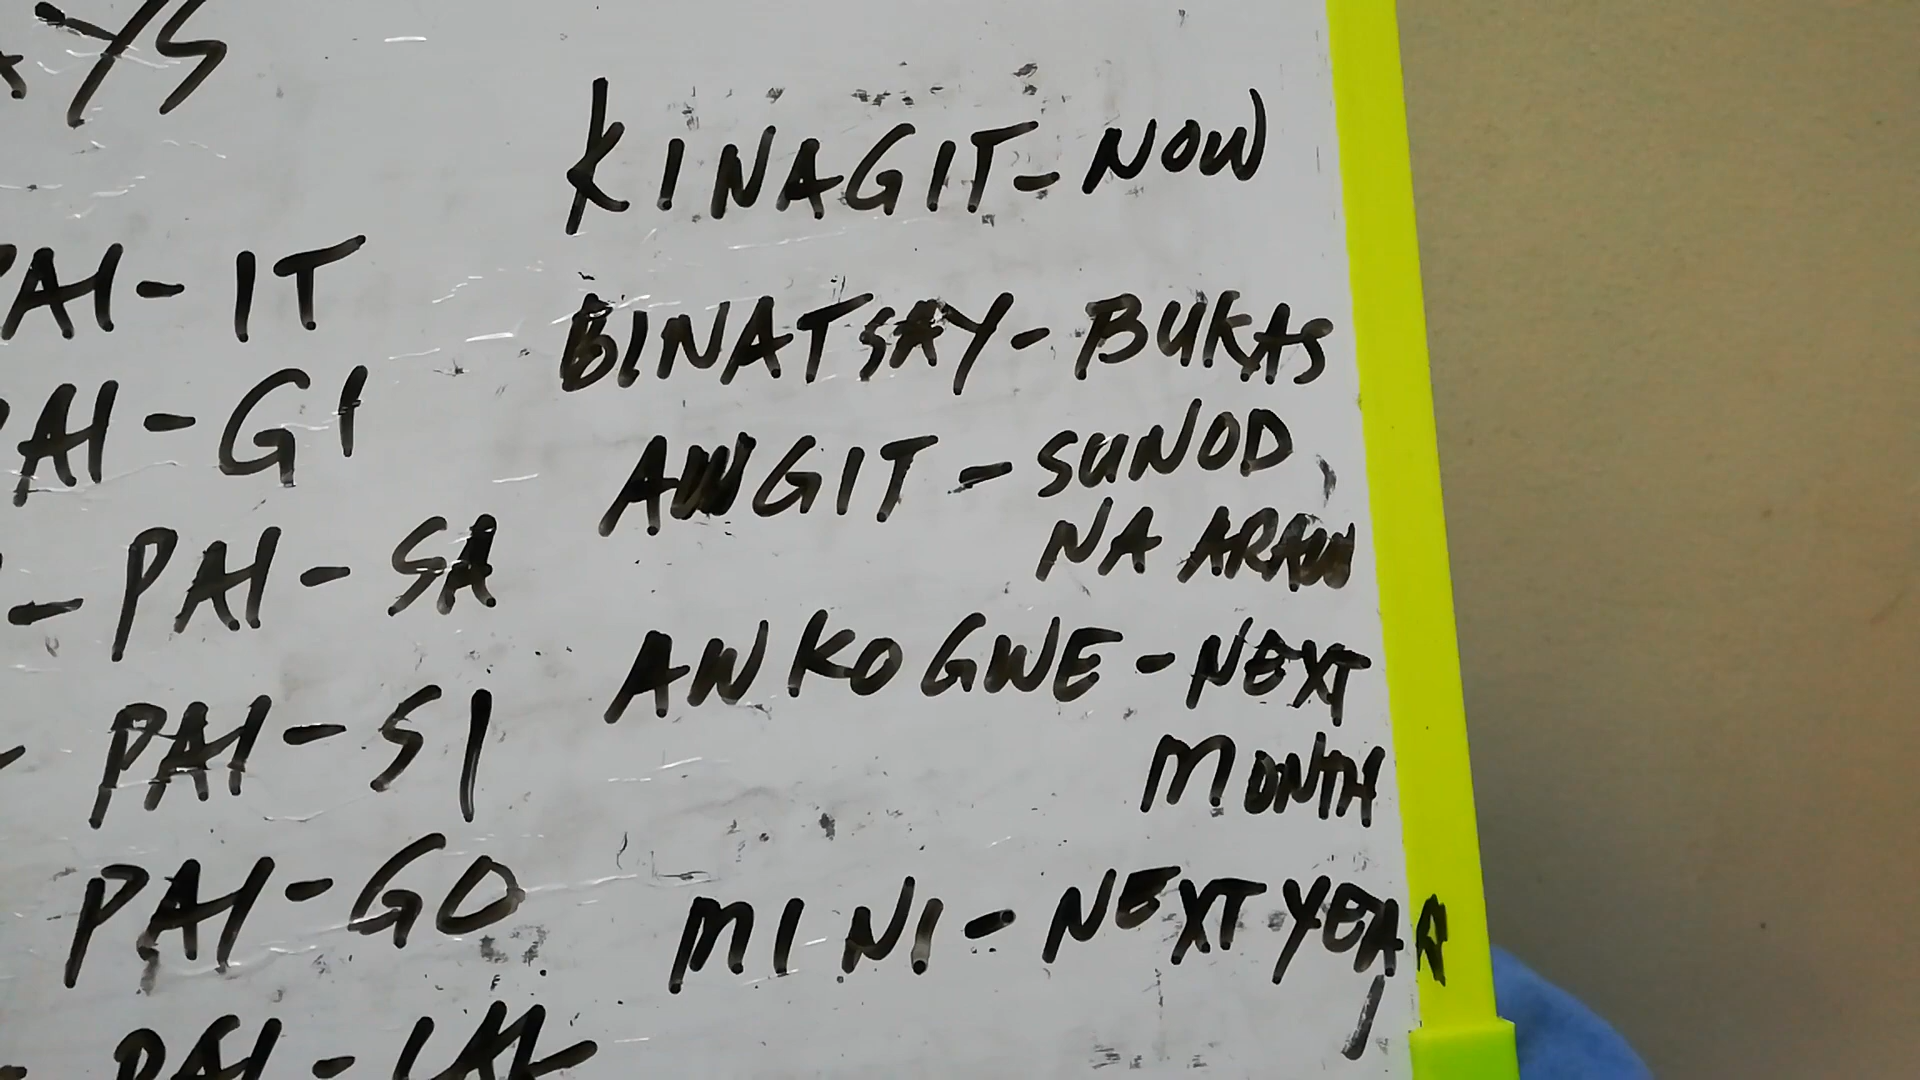 YS
PAI-IT
PAI-GI
-PAI-SA
PAI-SI
PAI-GO
KINAGIT-NOW
BINATSAY-BUKAS
AWGIT-SUNOD
NA ARAW
AWKOGWE-NEXT
MONTH
MINI-NEXT YEAR